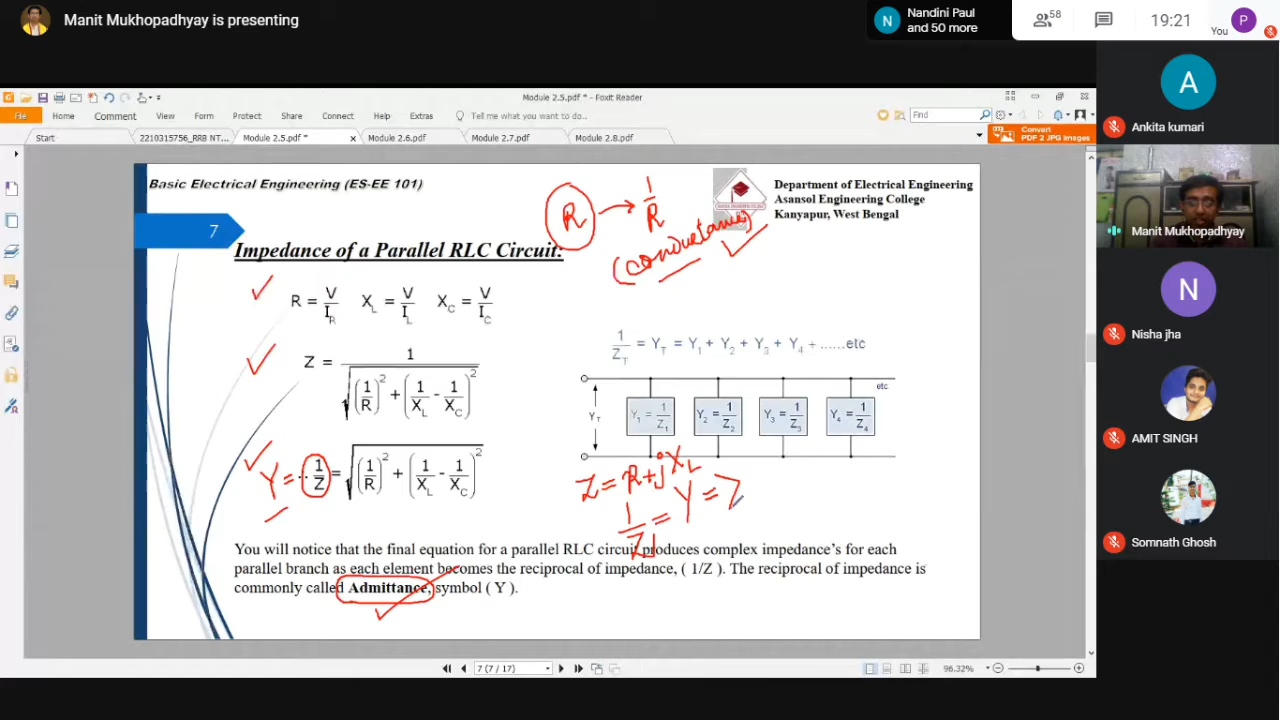 Manit Mukhopadhyay is presenting
Nandini Paul
and 50 more
N
58
19:21
You
P
Module 2.5.pdf * - Foxit Reader
File Home Comment View Form Protect Share Connect Help Extras Tell me what you want to do... Find
Start 2210315756_RRB NT... Module 2.5.pdf * Module 2.6.pdf Module 2.7.pdf Module 2.8.pdf
Convert
PDF 2 JPG Images
Basic Electrical Engineering (ES-EE 101)
Department of Electrical Engineering
Asansol Engineering College
Kanyapur, West Bengal
7
R → 1/R
(conductance)
Impedance of a Parallel RLC Circuit:
R = V/I_R X_L = V/I_L X_C = V/I_C
1/Z_T = Y_T = Y_1 + Y_2 + Y_3 + Y_4 + ......etc
Z = 1/√((1/R)^2 + (1/X_L - 1/X_C)^2)
etc
Y_T
Y_1 = 1/Z_1 Y_2 = 1/Z_2 Y_3 = 1/Z_3 Y_4 = 1/Z_4
Y = .. 1/Z = √((1/R)^2 + (1/X_L - 1/X_C)^2)
Z = R + jX_L
1/Z = Y =
You will notice that the final equation for a parallel RLC circuit produces complex impedance's for each
parallel branch as each element becomes the reciprocal of impedance, ( 1/Z ). The reciprocal of impedance is
commonly called Admittance, symbol ( Y ).
7 (7 / 17)
96.32%
A
Ankita kumari
Manit Mukhopadhyay
N
Nisha jha
AMIT SINGH
Somnath Ghosh